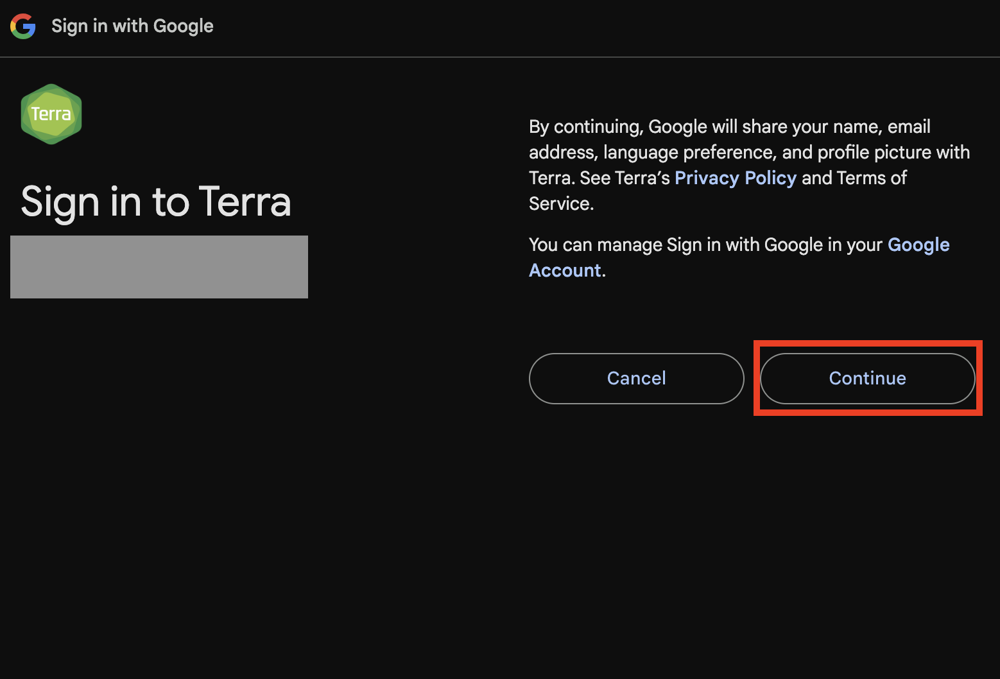 Sign in with Google
Terra
Sign in to Terra
By continuing, Google will share your name, email
address, language preference, and profile picture with
Terra. See Terra’s Privacy Policy and Terms of
Service.
You can manage Sign in with Google in your Google
Account.
Cancel
Continue